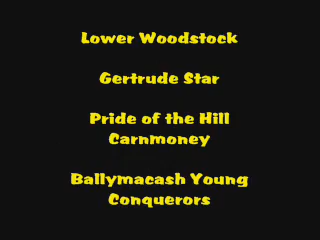 Lower Woodstock
Gertrude Star
Pride of the Hill
Carnmoney
Ballymacash Young
Conquerors